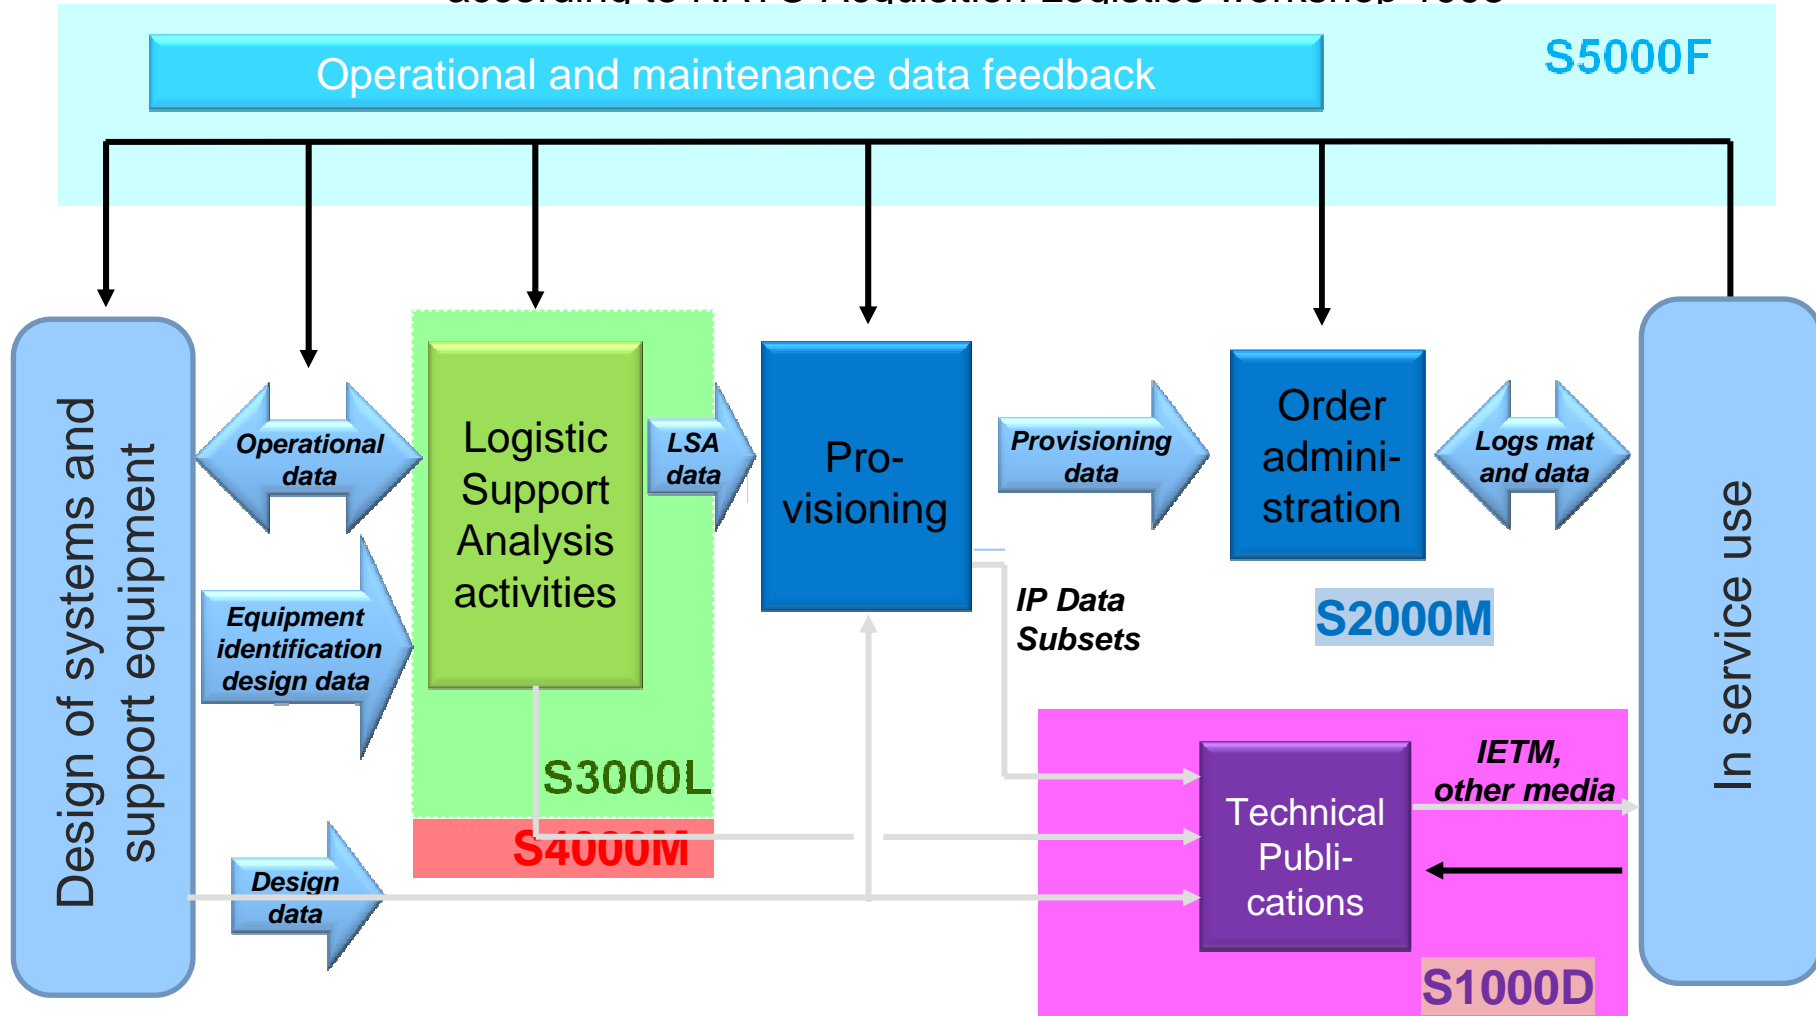 S5000F
Operational and maintenance data feedback
Design of systems and
support equipment
Operational
data
Equipment
identification
design data
Design
data
Logistic
Support
Analysis
activities
S3000L
S4000M
LSA
data
Pro-
visioning
Provisioning
data
IP Data
Subsets
Order
admini-
stration
S2000M
Logs mat
and data
Technical
Publi-
cations
IETM,
other media
S1000D
In service use